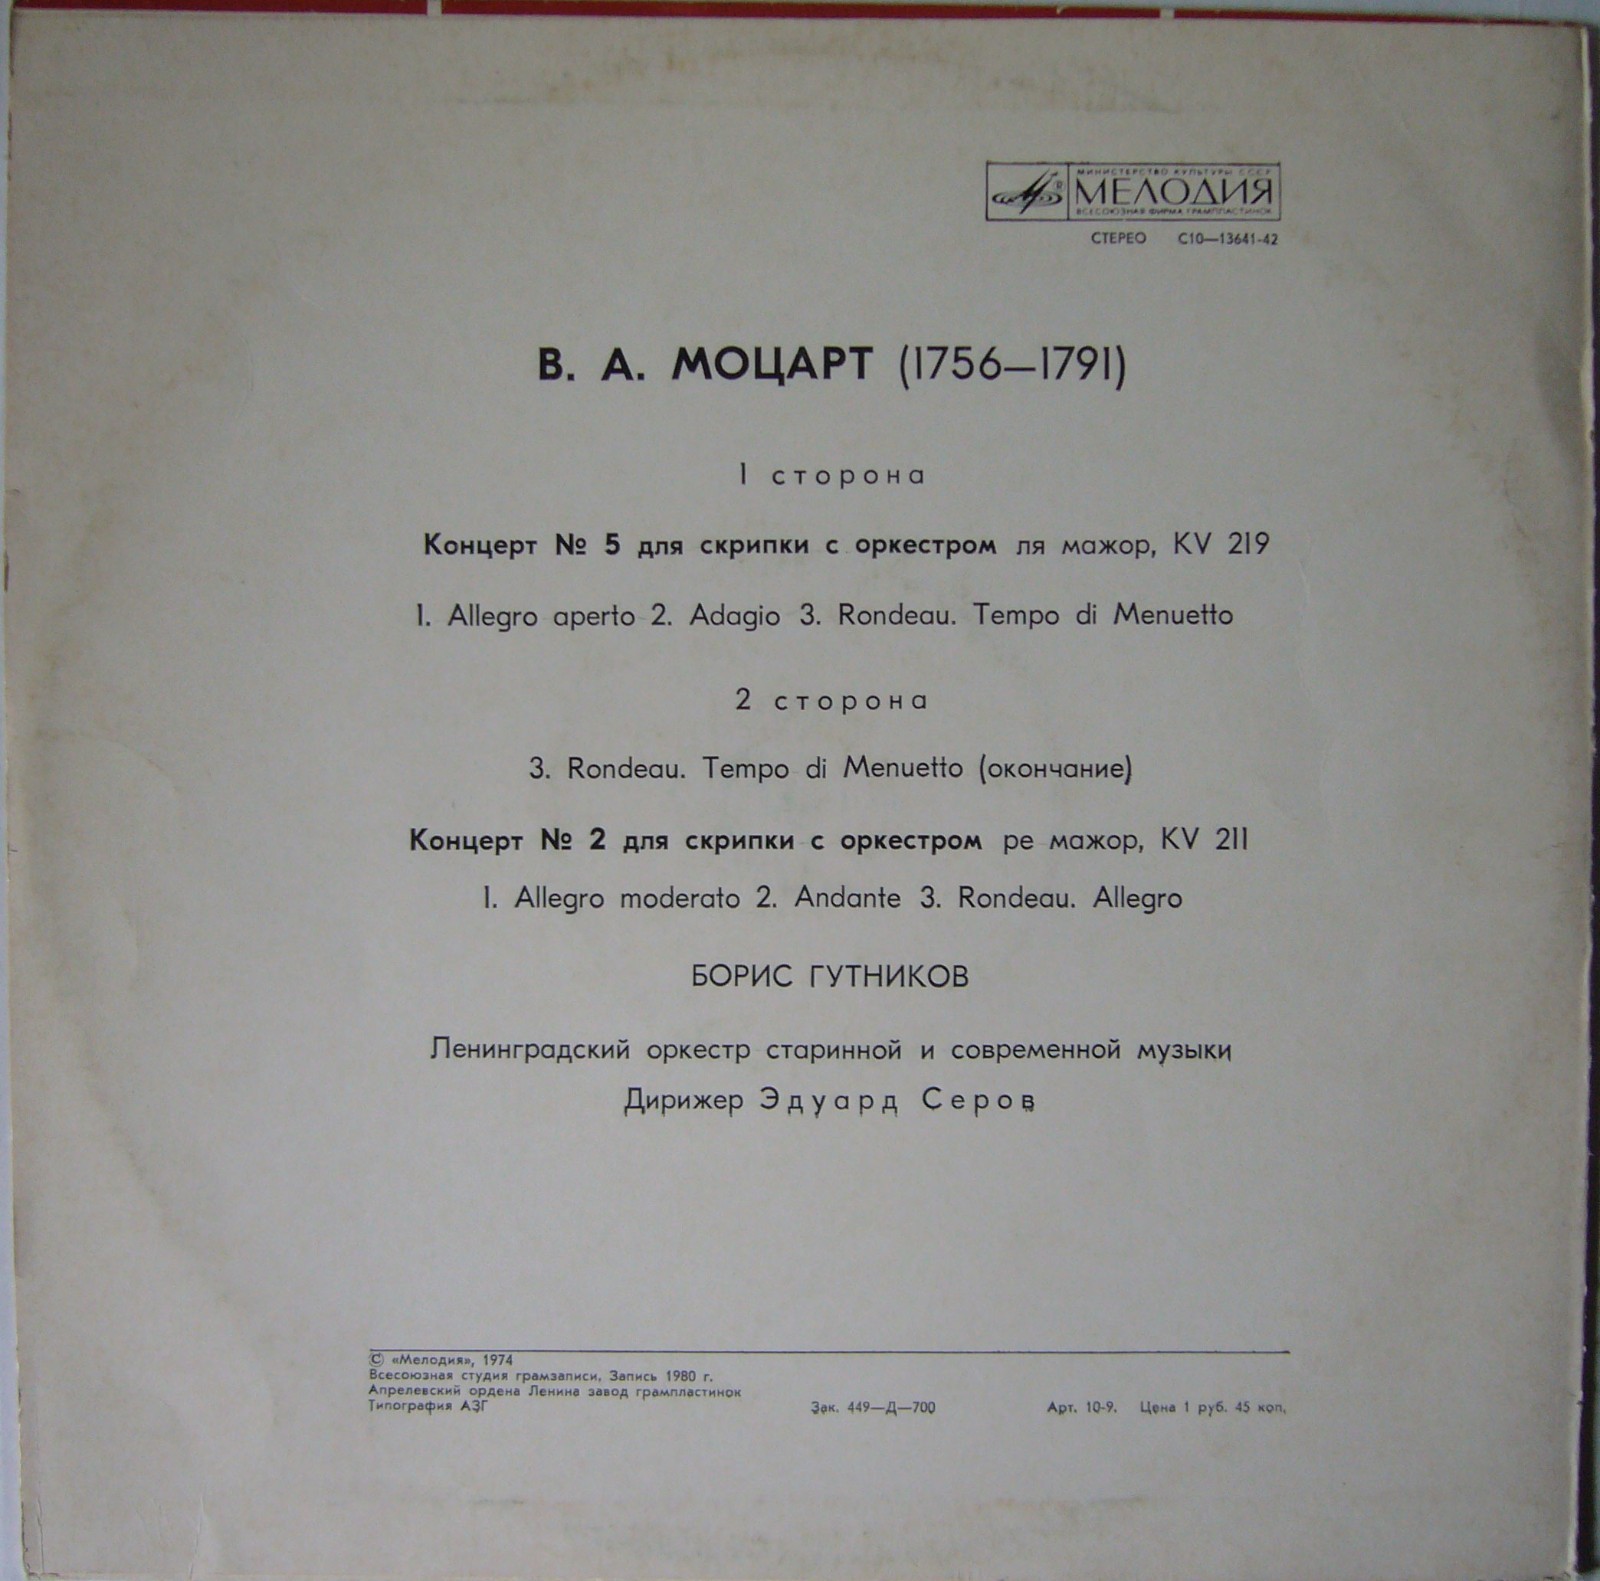 МИНИСТЕРСТВО КУЛЬТУРЫ СССР
МЕЛОДИЯ
ВСЕСОЮЗНАЯ ФИРМА ГРАМПЛАСТИНОК
СТЕРЕО С10—13641-42
В. А. МОЦАРТ (1756—1791)
1 сторона
Концерт № 5 для скрипки с оркестром ля мажор, KV 219
1. Allegro aperto 2. Adagio 3. Rondeau. Tempo di Menuetto
2 сторона
3. Rondeau. Tempo di Menuetto (окончание)
Концерт № 2 для скрипки с оркестром ре мажор, KV 211
1. Allegro moderato 2. Andante 3. Rondeau. Allegro
БОРИС ГУТНИКОВ
Ленинградский оркестр старинной и современной музыки
Дирижер Эдуард Серов
© «Мелодия», 1974
Всесоюзная студия грамзаписи. Запись 1980 г.
Апрелевский ордена Ленина завод грампластинок
Типография АЗГ Зак. 449—Д—700 Арт. 10-9. Цена 1 руб. 45 коп.